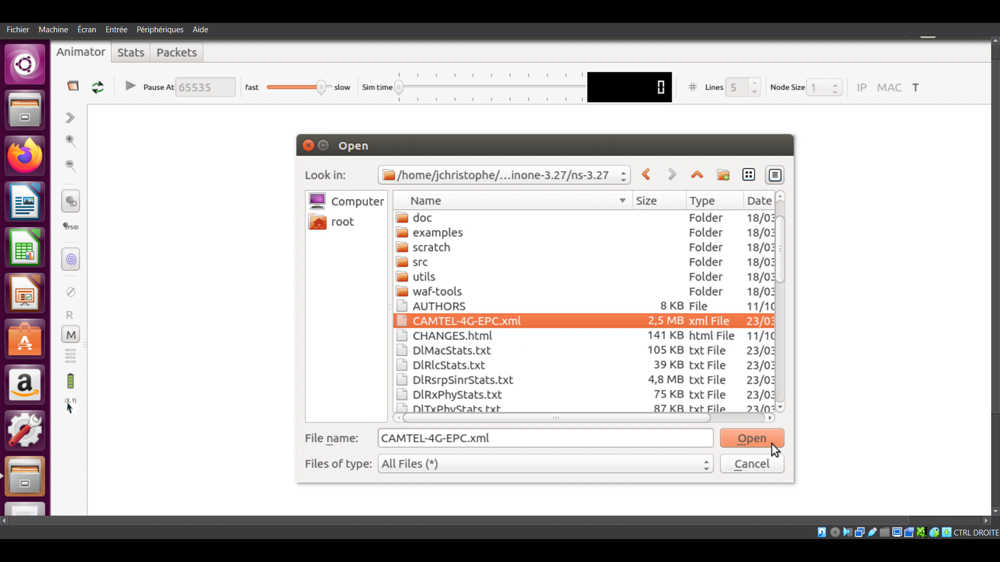 Fichier Machine Écran Entrée Périphériques Aide
Animator Stats Packets
Pause At 65535 fast slow Sim time 0 Lines 5 Node Size 1 IP MAC T
Open
Look in: /home/jchristophe/...inone-3.27/ns-3.27
Computer
root
Name Size Type Date
doc Folder 18/03
examples Folder 18/03
scratch Folder 18/03
src Folder 18/03
utils Folder 18/03
waf-tools Folder 18/03
AUTHORS 8 KB File 11/10
CAMTEL-4G-EPC.xml 2,5 MB xml File 23/03
CHANGES.html 141 KB html File 11/10
DlMacStats.txt 105 KB txt File 23/03
DlRlcStats.txt 39 KB txt File 23/03
DlRsrpSinrStats.txt 4,8 MB txt File 23/03
DlRxPhyStats.txt 75 KB txt File 23/03
DlTxPhyStats.txt 87 KB txt File 23/03
File name: CAMTEL-4G-EPC.xml Open
Files of type: All Files (*) Cancel
ID
SYSID
R
M
(X, Y)
CTRL DROITE